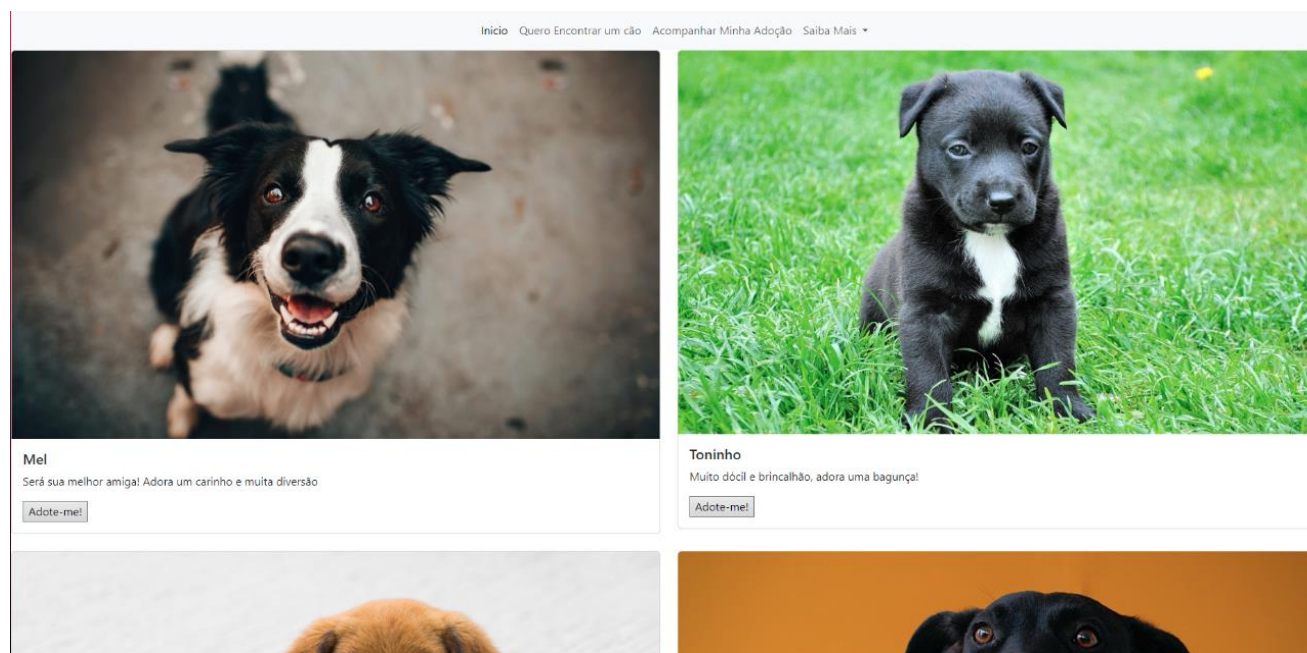 Inicio Quero Encontrar um cão Acompanhar Minha Adoção Saiba Mais
Mel
Será sua melhor amiga! Adora um carinho e muita diversão
Adote-me!
Toninho
Muito dócil e brincalhão, adora uma bagunça!
Adote-me!